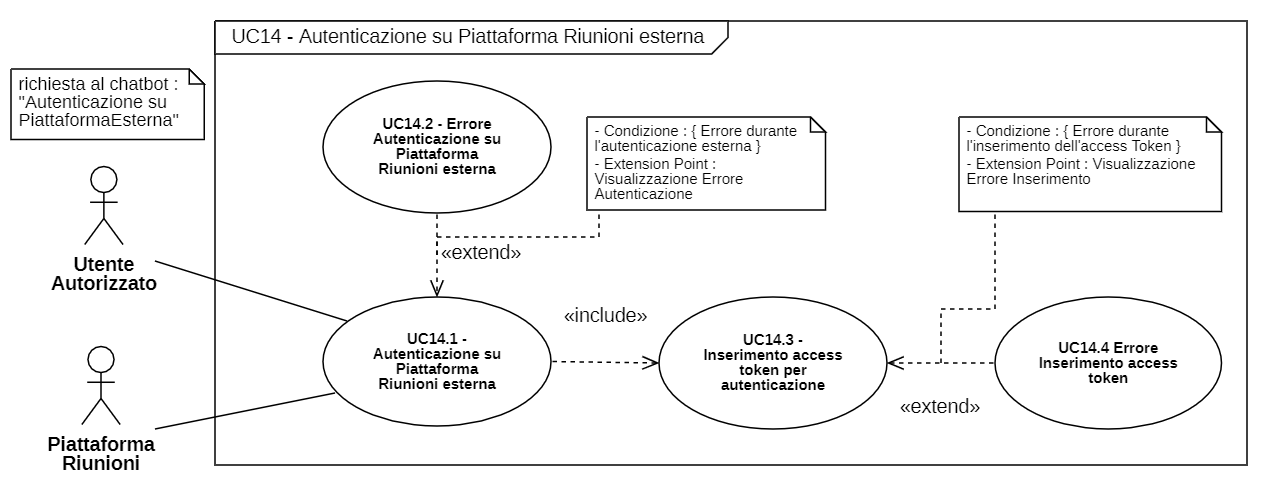 UC14 - Autenticazione su Piattaforma Riunioni esterna
richiesta al chatbot :
"Autenticazione su
PiattaformaEsterna"
UC14.2 - Errore
Autenticazione su
Piattaforma
Riunioni esterna
- Condizione : { Errore durante
l'autenticazione esterna }
- Extension Point :
Visualizzazione Errore
Autenticazione
- Condizione : { Errore durante
l'inserimento dell'access Token }
- Extension Point : Visualizzazione
Errore Inserimento
«extend»
Utente
Autorizzato
UC14.1 -
Autenticazione su
Piattaforma
Riunioni esterna
«include»
UC14.3 -
Inserimento access
token per
autenticazione
UC14.4 Errore
Inserimento access
token
«extend»
Piattaforma
Riunioni